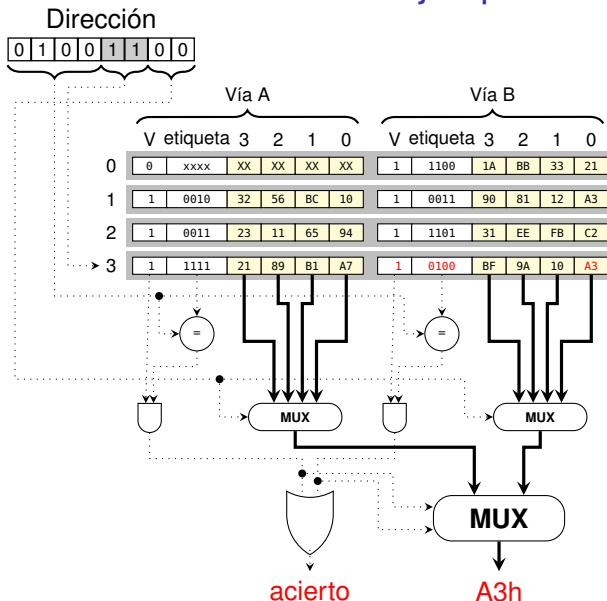 Dirección
0 1 0 0 1 1 0 0
Vía A Vía B
V etiqueta 3 2 1 0 V etiqueta 3 2 1 0
0 0 xxxx XX XX XX XX 1 1100 1A BB 33 21
1 1 0010 32 56 BC 10 1 0011 90 81 12 A3
2 1 0011 23 11 65 94 1 1101 31 EE FB C2
3 1 1111 21 89 B1 A7 1 0100 BF 9A 10 A3
= =
MUX MUX
MUX
acierto A3h